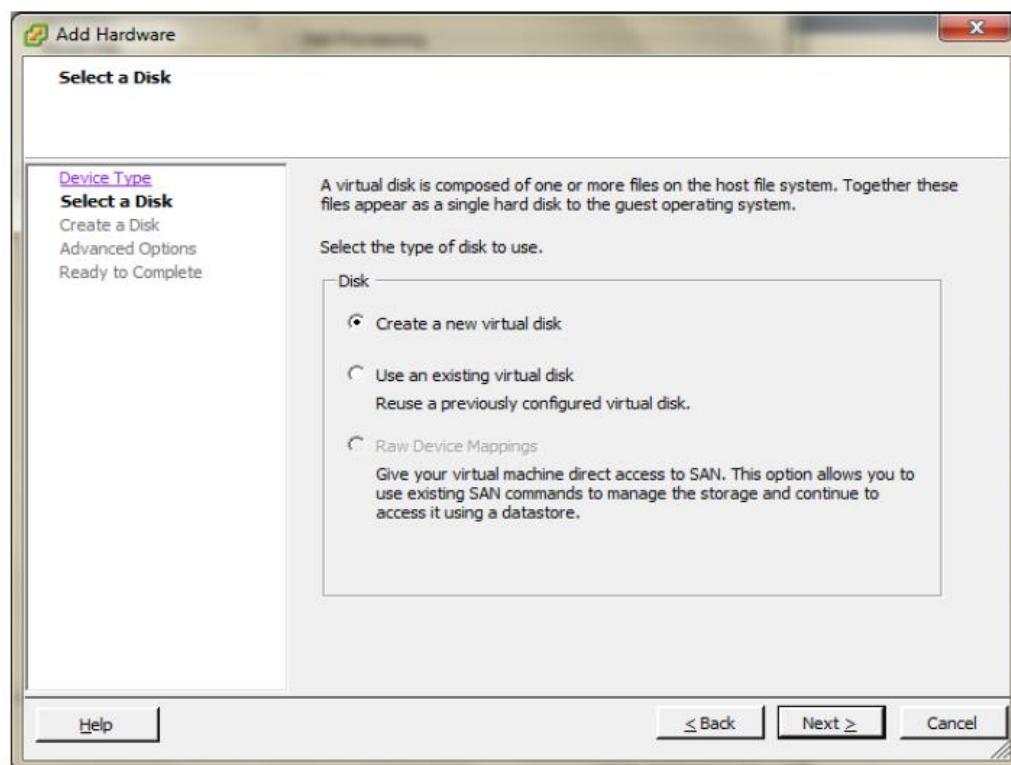 Add Hardware
Disk Provisioning
x
Select a Disk
Device Type
Select a Disk
Create a Disk
Advanced Options
Ready to Complete
A virtual disk is composed of one or more files on the host file system. Together these
files appear as a single hard disk to the guest operating system.
Select the type of disk to use.
Disk
Create a new virtual disk
Use an existing virtual disk
Reuse a previously configured virtual disk.
Raw Device Mappings
Give your virtual machine direct access to SAN. This option allows you to
use existing SAN commands to manage the storage and continue to
access it using a datastore.
Help
< Back
Next >
Cancel